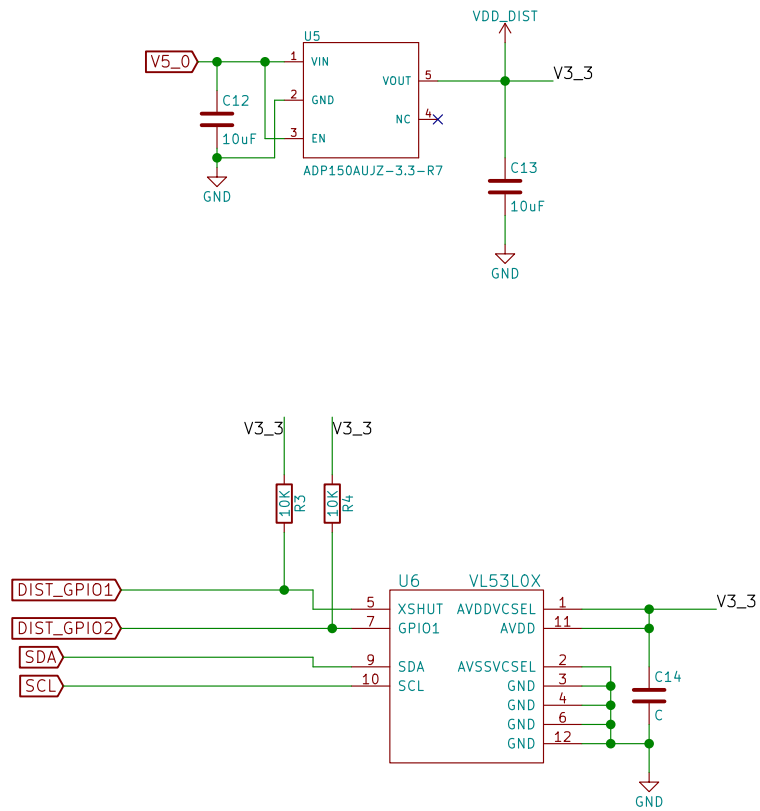 VDD_DIST
U5
V5_0
1
VIN
V3_3
5
VOUT
C12
2
GND
4
NC
10uF
3
EN
C13
ADP150AUJZ-3.3-R7
GND
10uF
GND
V3_3
V3_3
10K
R3
10K
R4
U6
VL53L0X
DIST_GPIO1
5
XSHUT
AVDDVCSEL
1
V3_3
DIST_GPIO2
7
GPIO1
AVDD
11
SDA
9
SDA
AVSSVCSEL
2
SCL
10
SCL
GND
3
C14
GND
4
C
GND
6
GND
12
GND